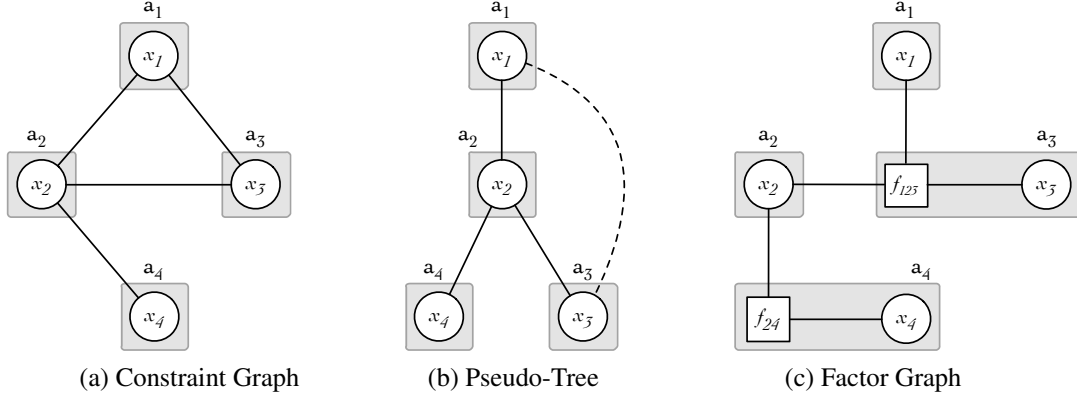 a1
x1
a2
a3
x2
x3
a4
x4
(a) Constraint Graph
a1
x1
a2
x2
a4
a3
x4
x3
(b) Pseudo-Tree
a1
x1
a2
a3
x2
f123
x3
a4
f24
x4
(c) Factor Graph